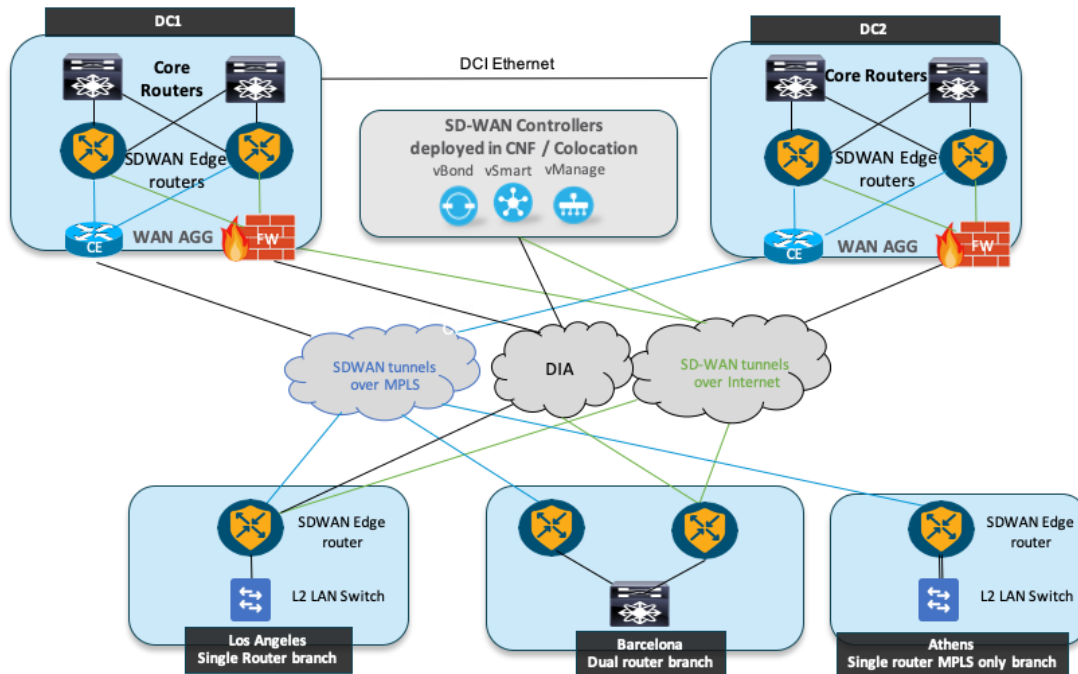 DC1
DC2
DCI Ethernet
Core
Routers
Core Routers
SD-WAN Controllers
deployed in CNF / Colocation
vBond
vSmart
vManage
SDWAN Edge
routers
SDWAN Edge
routers
CE
WAN AGG
FW
CE
WAN AGG
FW
SDWAN tunnels
over MPLS
DIA
SD-WAN tunnels
over Internet
SDWAN Edge
router
L2 LAN Switch
SDWAN Edge
router
L2 LAN Switch
Los Angeles
Single Router branch
Barcelona
Dual router branch
Athens
Single router MPLS only branch